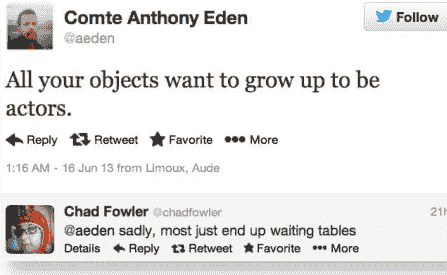 Comte Anthony Eden
Follow
@aeden
All your objects want to grow up to be
actors.
Reply Retweet Favorite More
1:16 AM - 16 Jun 13 from Limoux, Aude
Chad Fowler @chadfowler 21h
@aeden sadly, most just end up waiting tables
Details Reply Retweet Favorite More